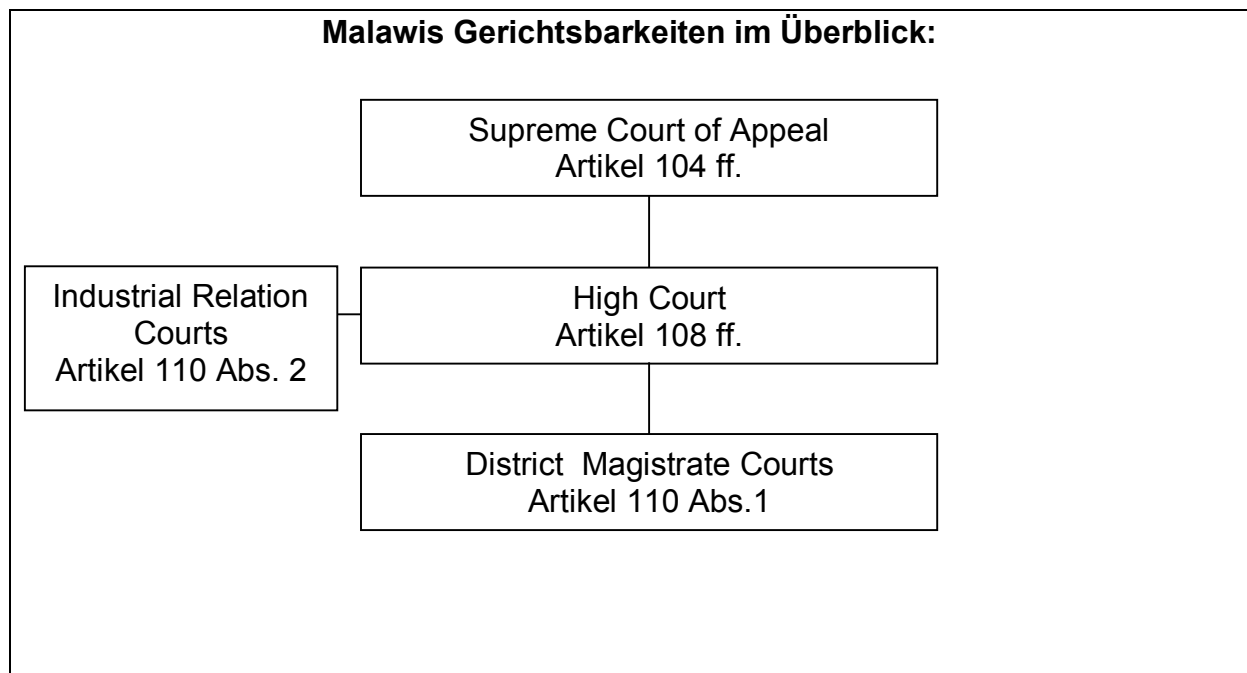 Malawis Gerichtsbarkeiten im Überblick:
Supreme Court of Appeal
Artikel 104 ff.
Industrial Relation
Courts
Artikel 110 Abs. 2
High Court
Artikel 108 ff.
District  Magistrate Courts
Artikel 110 Abs.1